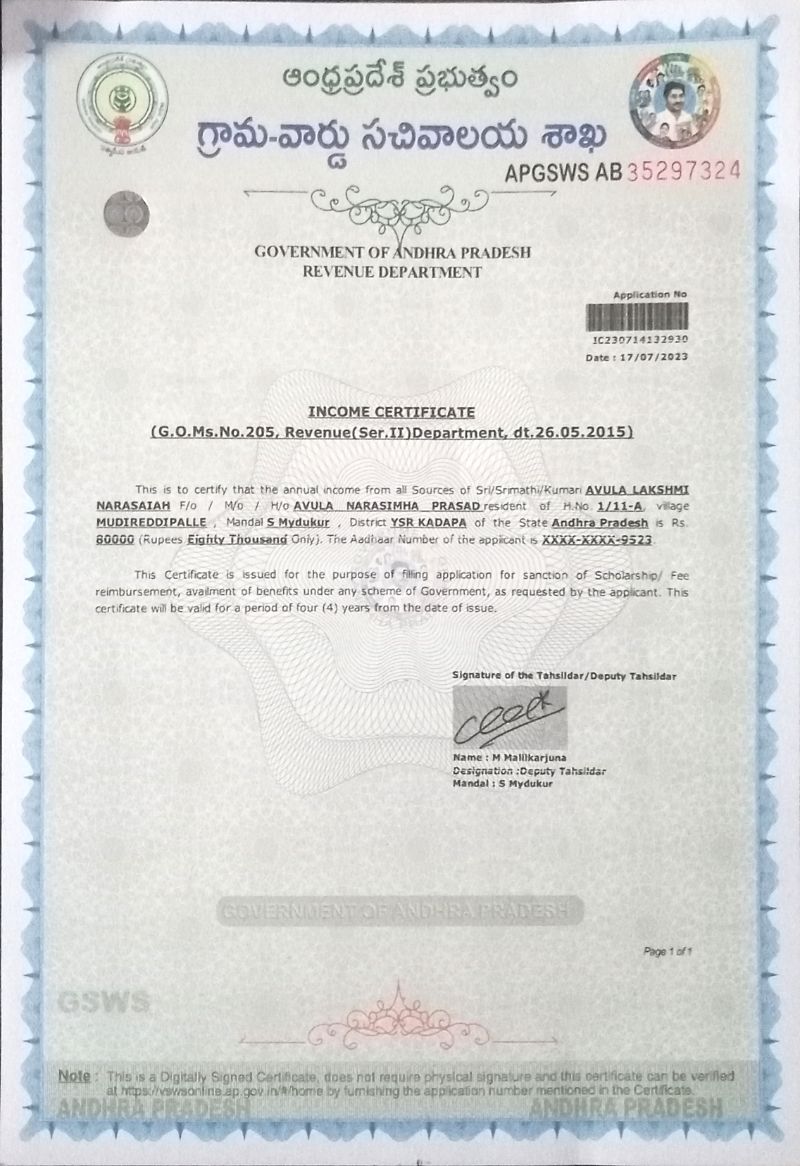 ఆంధ్రప్రదేశ్ ప్రభుత్వం
గ్రామ-వార్డు సచివాలయ శాఖ
APGSWS AB 35297324
GOVERNMENT OF ANDHRA PRADESH
REVENUE DEPARTMENT
Application No
IC230714132930
Date : 17/07/2023
INCOME CERTIFICATE
(G.O.Ms.No.205, Revenue(Ser.II)Department, dt.26.05.2015)
This is to certify that the annual income from all Sources of Sri/Srimathi/Kumari AVULA LAKSHMI
NARASAIAH F/o / M/o / H/o AVULA NARASIMHA PRASAD resident of H.No 1/11-A, village
MUDIREDDIPALLE , Mandal S Mydukur , District YSR KADAPA of the State Andhra Pradesh is Rs.
80000 (Rupees Eighty Thousand Only). The Aadhaar Number of the applicant is XXXX-XXXX-9523
This Certificate is issued for the purpose of filling application for sanction of Scholarship/ Fee
reimbursement, availment of benefits under any scheme of Government, as requested by the applicant. This
certificate will be valid for a period of four (4) years from the date of issue.
Signature of the Tahsildar/Deputy Tahsildar
Name : M Mallikarjuna
Designation :Deputy Tahsildar
Mandal : S Mydukur
GOVERNMENT OF ANDHRA PRADESH
Page 1 of 1
GSWS
Note : This is a Digitally Signed Certificate, does not require physical signature and this certificate can be verified
at https://vswsonline.ap.gov.in/#/home by furnishing the application number mentioned in the Certificate.
ANDHRA PRADESH ANDHRA PRADESH